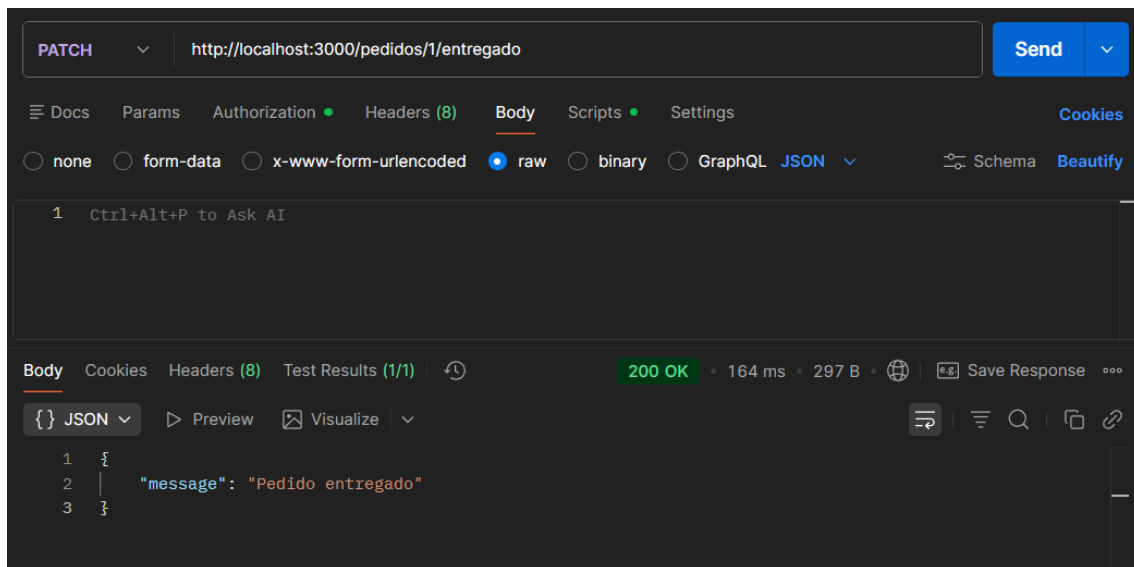 PATCH http://localhost:3000/pedidos/1/entregado Send
Docs Params Authorization Headers (8) Body Scripts Settings Cookies
none form-data x-www-form-urlencoded raw binary GraphQL JSON Schema Beautify
1 Ctrl+Alt+P to Ask AI
Body Cookies Headers (8) Test Results (1/1) 200 OK • 164 ms • 297 B • e.g. Save Response
{} JSON Preview Visualize
1 {
2 "message": "Pedido entregado"
3 }